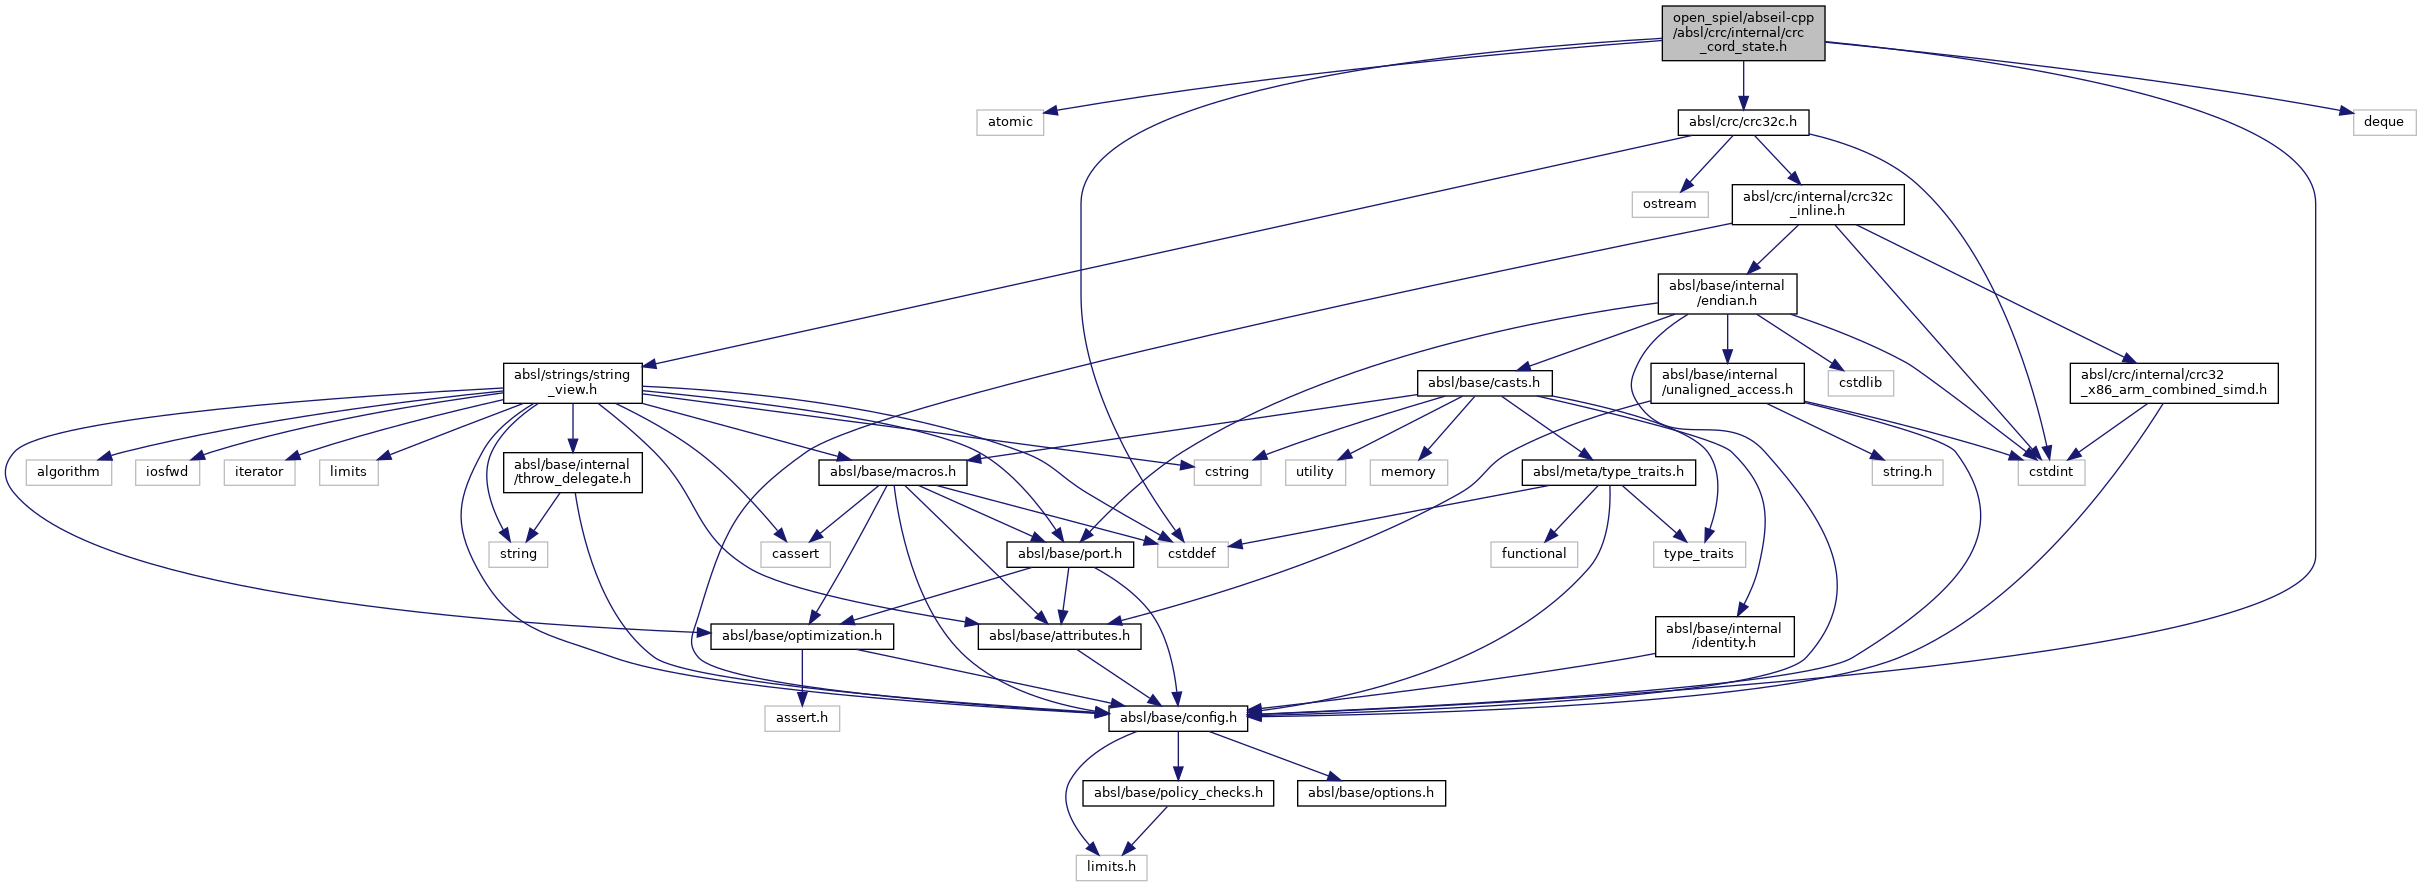 open_spiel/abseil-cpp
/absl/crc/internal/crc
_cord_state.h
atomic
absl/crc/crc32c.h
deque
ostream
absl/crc/internal/crc32c
_inline.h
absl/base/internal
/endian.h
absl/strings/string
_view.h
absl/base/casts.h
absl/base/internal
/unaligned_access.h
cstdlib
absl/crc/internal/crc32
_x86_arm_combined_simd.h
algorithm
iosfwd
iterator
limits
absl/base/internal
/throw_delegate.h
absl/base/macros.h
cstring
utility
memory
absl/meta/type_traits.h
string.h
cstdint
string
cassert
absl/base/port.h
cstddef
functional
type_traits
absl/base/optimization.h
absl/base/attributes.h
absl/base/internal
/identity.h
assert.h
absl/base/config.h
absl/base/policy_checks.h
absl/base/options.h
limits.h